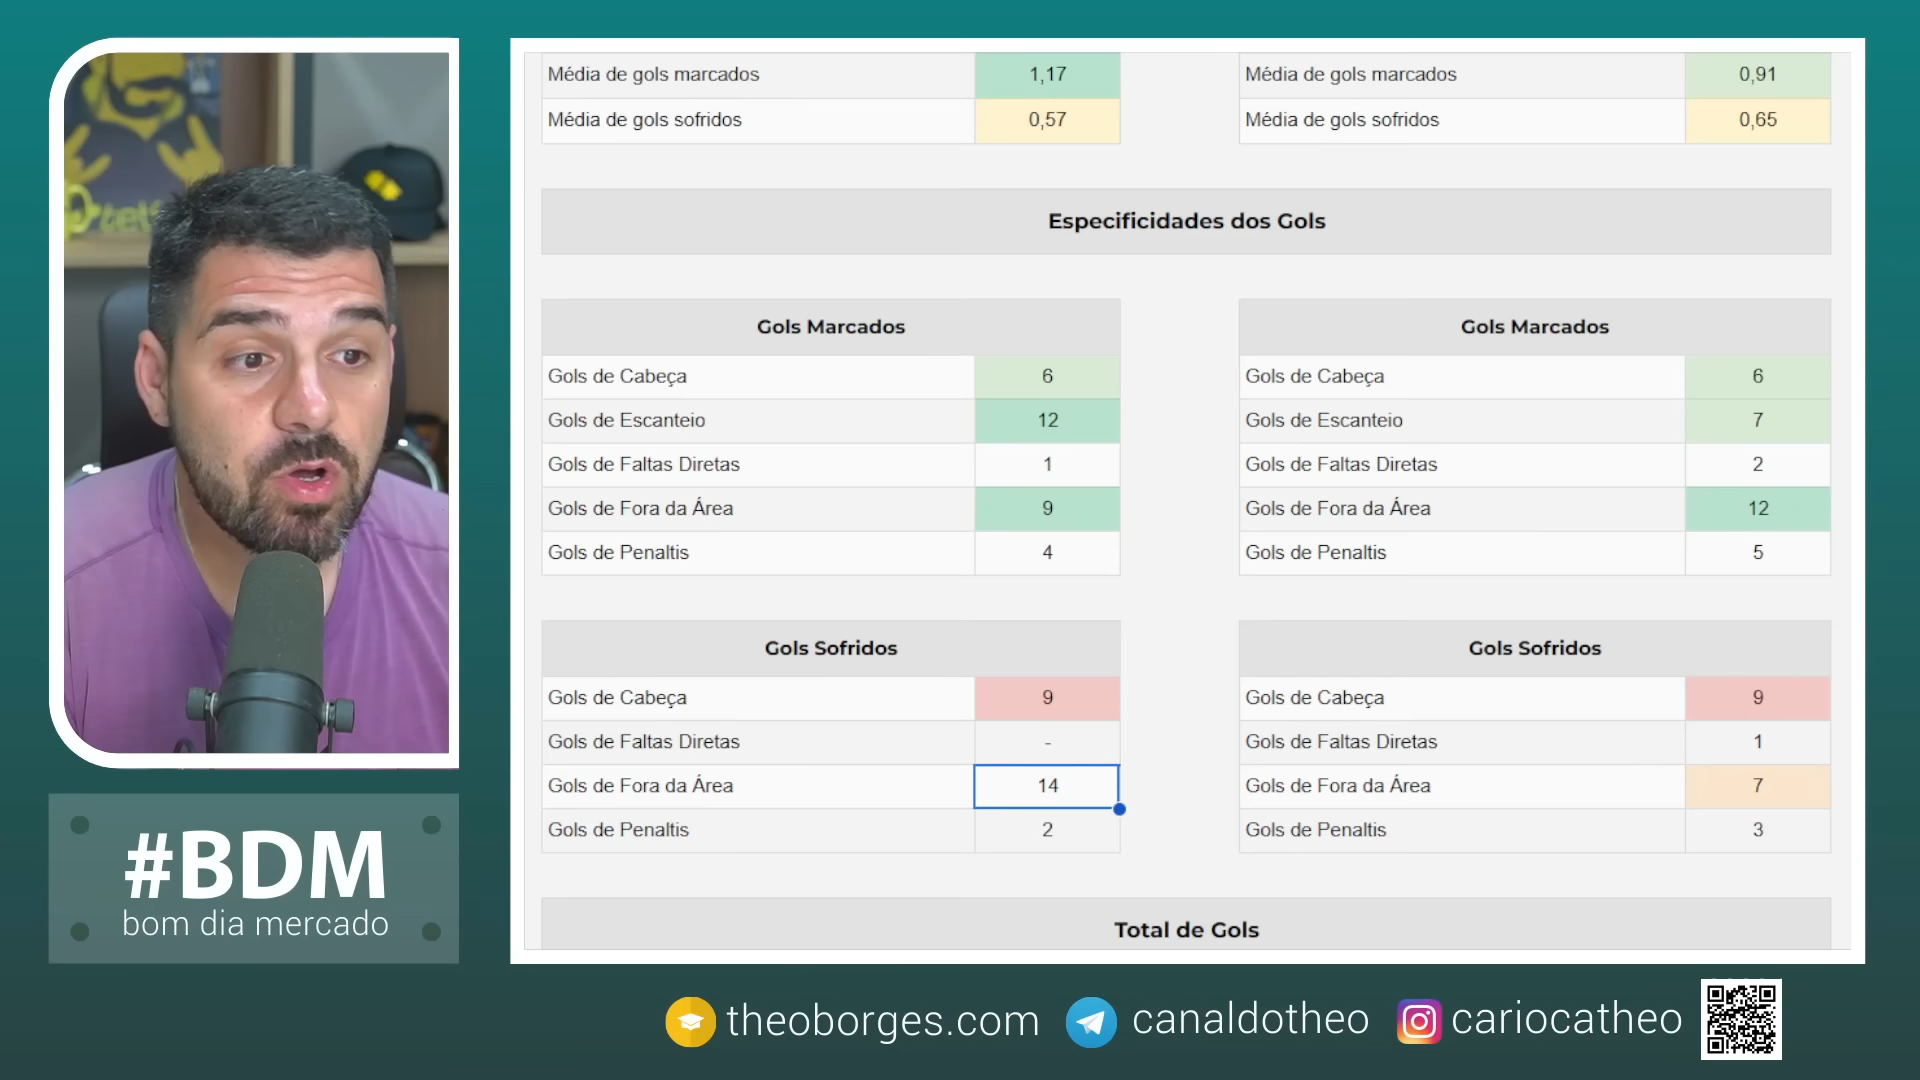 Média de gols marcados 1,17
Média de gols sofridos 0,57
Média de gols marcados 0,91
Média de gols sofridos 0,65
Especificidades dos Gols
Gols Marcados
Gols de Cabeça 6
Gols de Escanteio 12
Gols de Faltas Diretas 1
Gols de Fora da Área 9
Gols de Penaltis 4
Gols Marcados
Gols de Cabeça 6
Gols de Escanteio 7
Gols de Faltas Diretas 2
Gols de Fora da Área 12
Gols de Penaltis 5
Gols Sofridos
Gols de Cabeça 9
Gols de Faltas Diretas -
Gols de Fora da Área 14
Gols de Penaltis 2
Gols Sofridos
Gols de Cabeça 9
Gols de Faltas Diretas 1
Gols de Fora da Área 7
Gols de Penaltis 3
Total de Gols
#BDM
bom dia mercado
theoborges.com
canaldotheo
cariocatheo